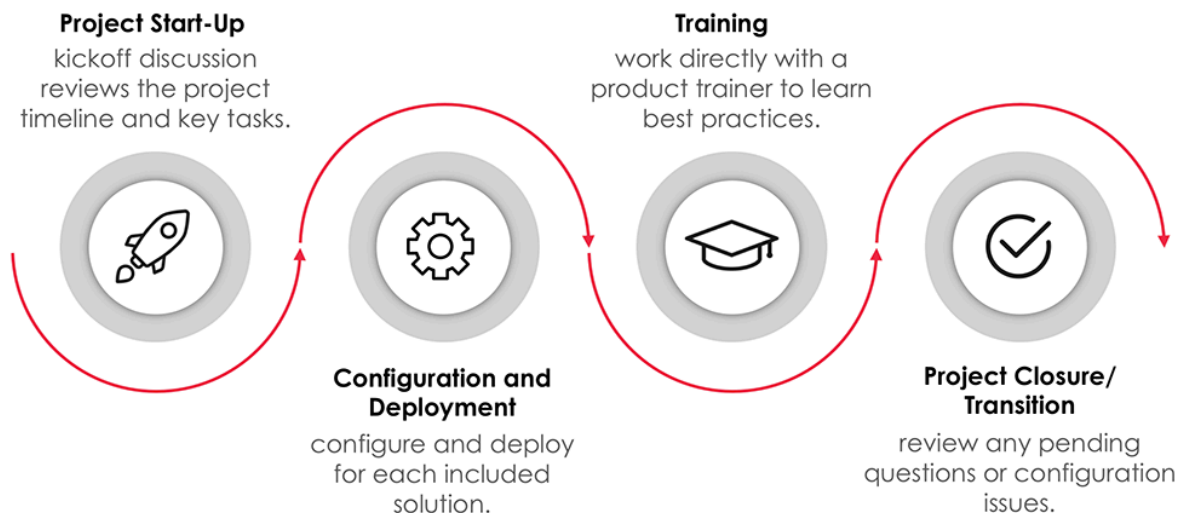 Project Start-Up
kickoff discussion
reviews the project
timeline and key tasks.
Configuration and
Deployment
configure and deploy
for each included
solution.
Training
work directly with a
product trainer to learn
best practices.
Project Closure/
Transition
review any pending
questions or configuration
issues.